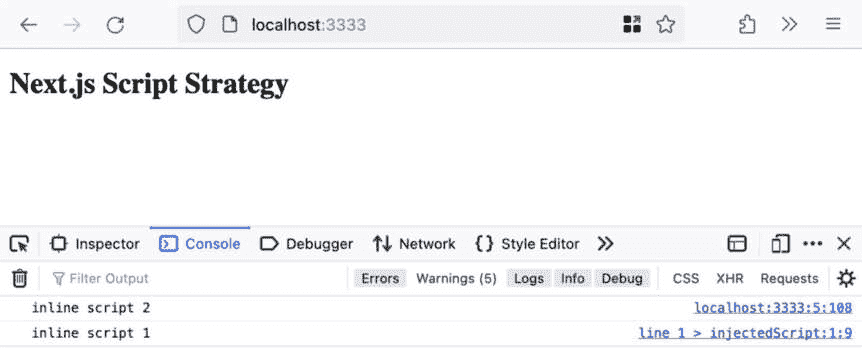 localhost:3333
Next.js Script Strategy
Inspector Console Debugger Network Style Editor
Filter Output Errors Warnings (5) Logs Info Debug CSS XHR Requests
inline script 2 localhost:3333:5:108
inline script 1 line 1 > injectedScript:1:9